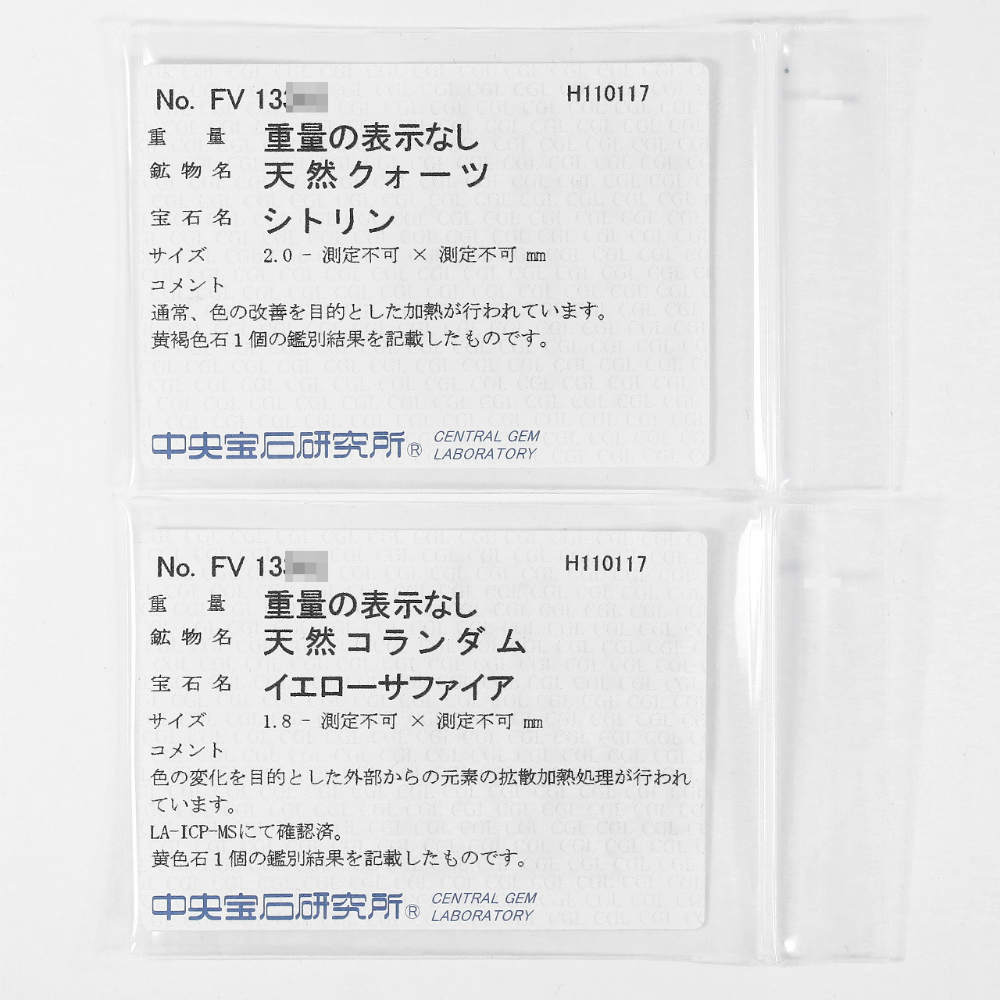 No. FV 133
H110117
重量 重量の表示なし
鉱物名 天然クォーツ
宝石名 シトリン
サイズ 2.0 - 測定不可 × 測定不可 mm
コメント
通常、色の改善を目的とした加熱が行われています。
黄褐色石1個の鑑別結果を記載したものです。
中央宝石研究所® CENTRAL GEM
LABORATORY
No. FV 133
H110117
重量 重量の表示なし
鉱物名 天然コランダム
宝石名 イエローサファイア
サイズ 1.8 - 測定不可 × 測定不可 mm
コメント
色の変化を目的とした外部からの元素の拡散加熱処理が行われ
ています。
LA-ICP-MSにて確認済。
黄色石1個の鑑別結果を記載したものです。
中央宝石研究所® CENTRAL GEM
LABORATORY